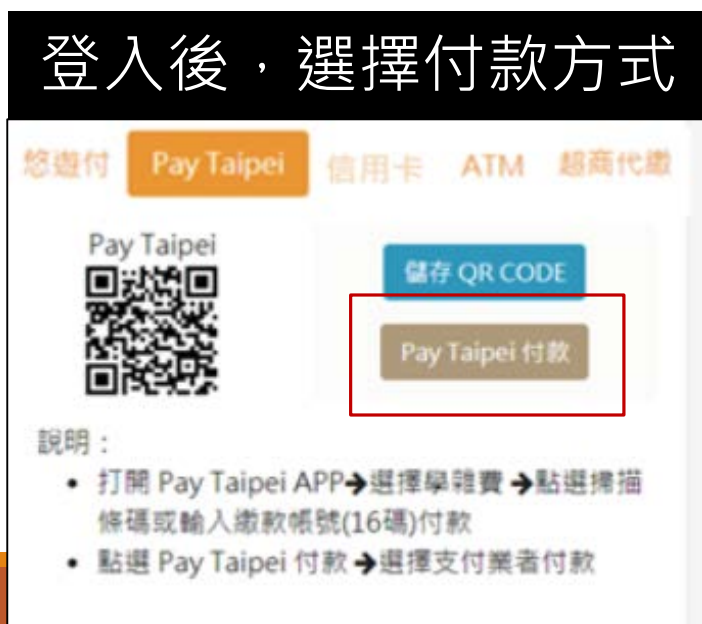 登入後，選擇付款方式
悠遊付 Pay Taipei 信用卡 ATM 超商代繳
Pay Taipei
儲存 QR CODE
Pay Taipei 付款
說明：
• 打開 Pay Taipei APP➔選擇學雜費 ➔點選掃描
條碼或輸入繳款帳號(16碼)付款
• 點選 Pay Taipei 付款 ➔選擇支付業者付款